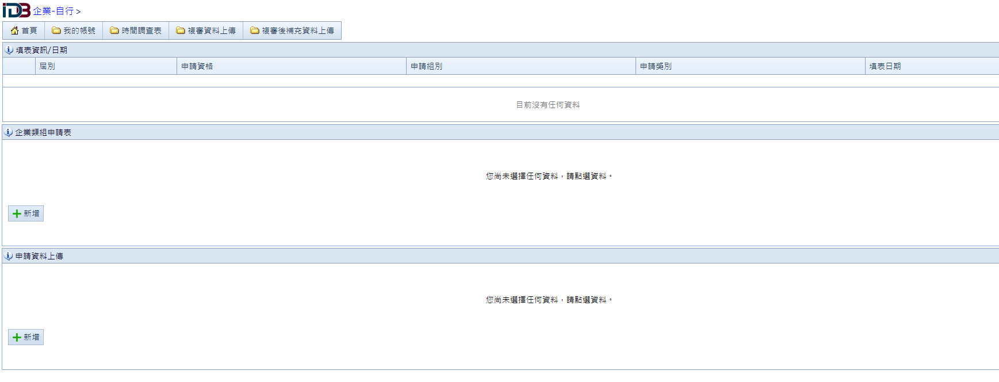 IDB 企業-自行 >
首頁 我的帳號 時間調查表 複審資料上傳 複審後補充資料上傳
填表資訊/日期
屆別 申請資格 申請組別 申請獎別 填表日期
目前沒有任何資料
企業類組申請表
您尚未選擇任何資料，請點選資料。
新增
申請資料上傳
您尚未選擇任何資料，請點選資料。
新增